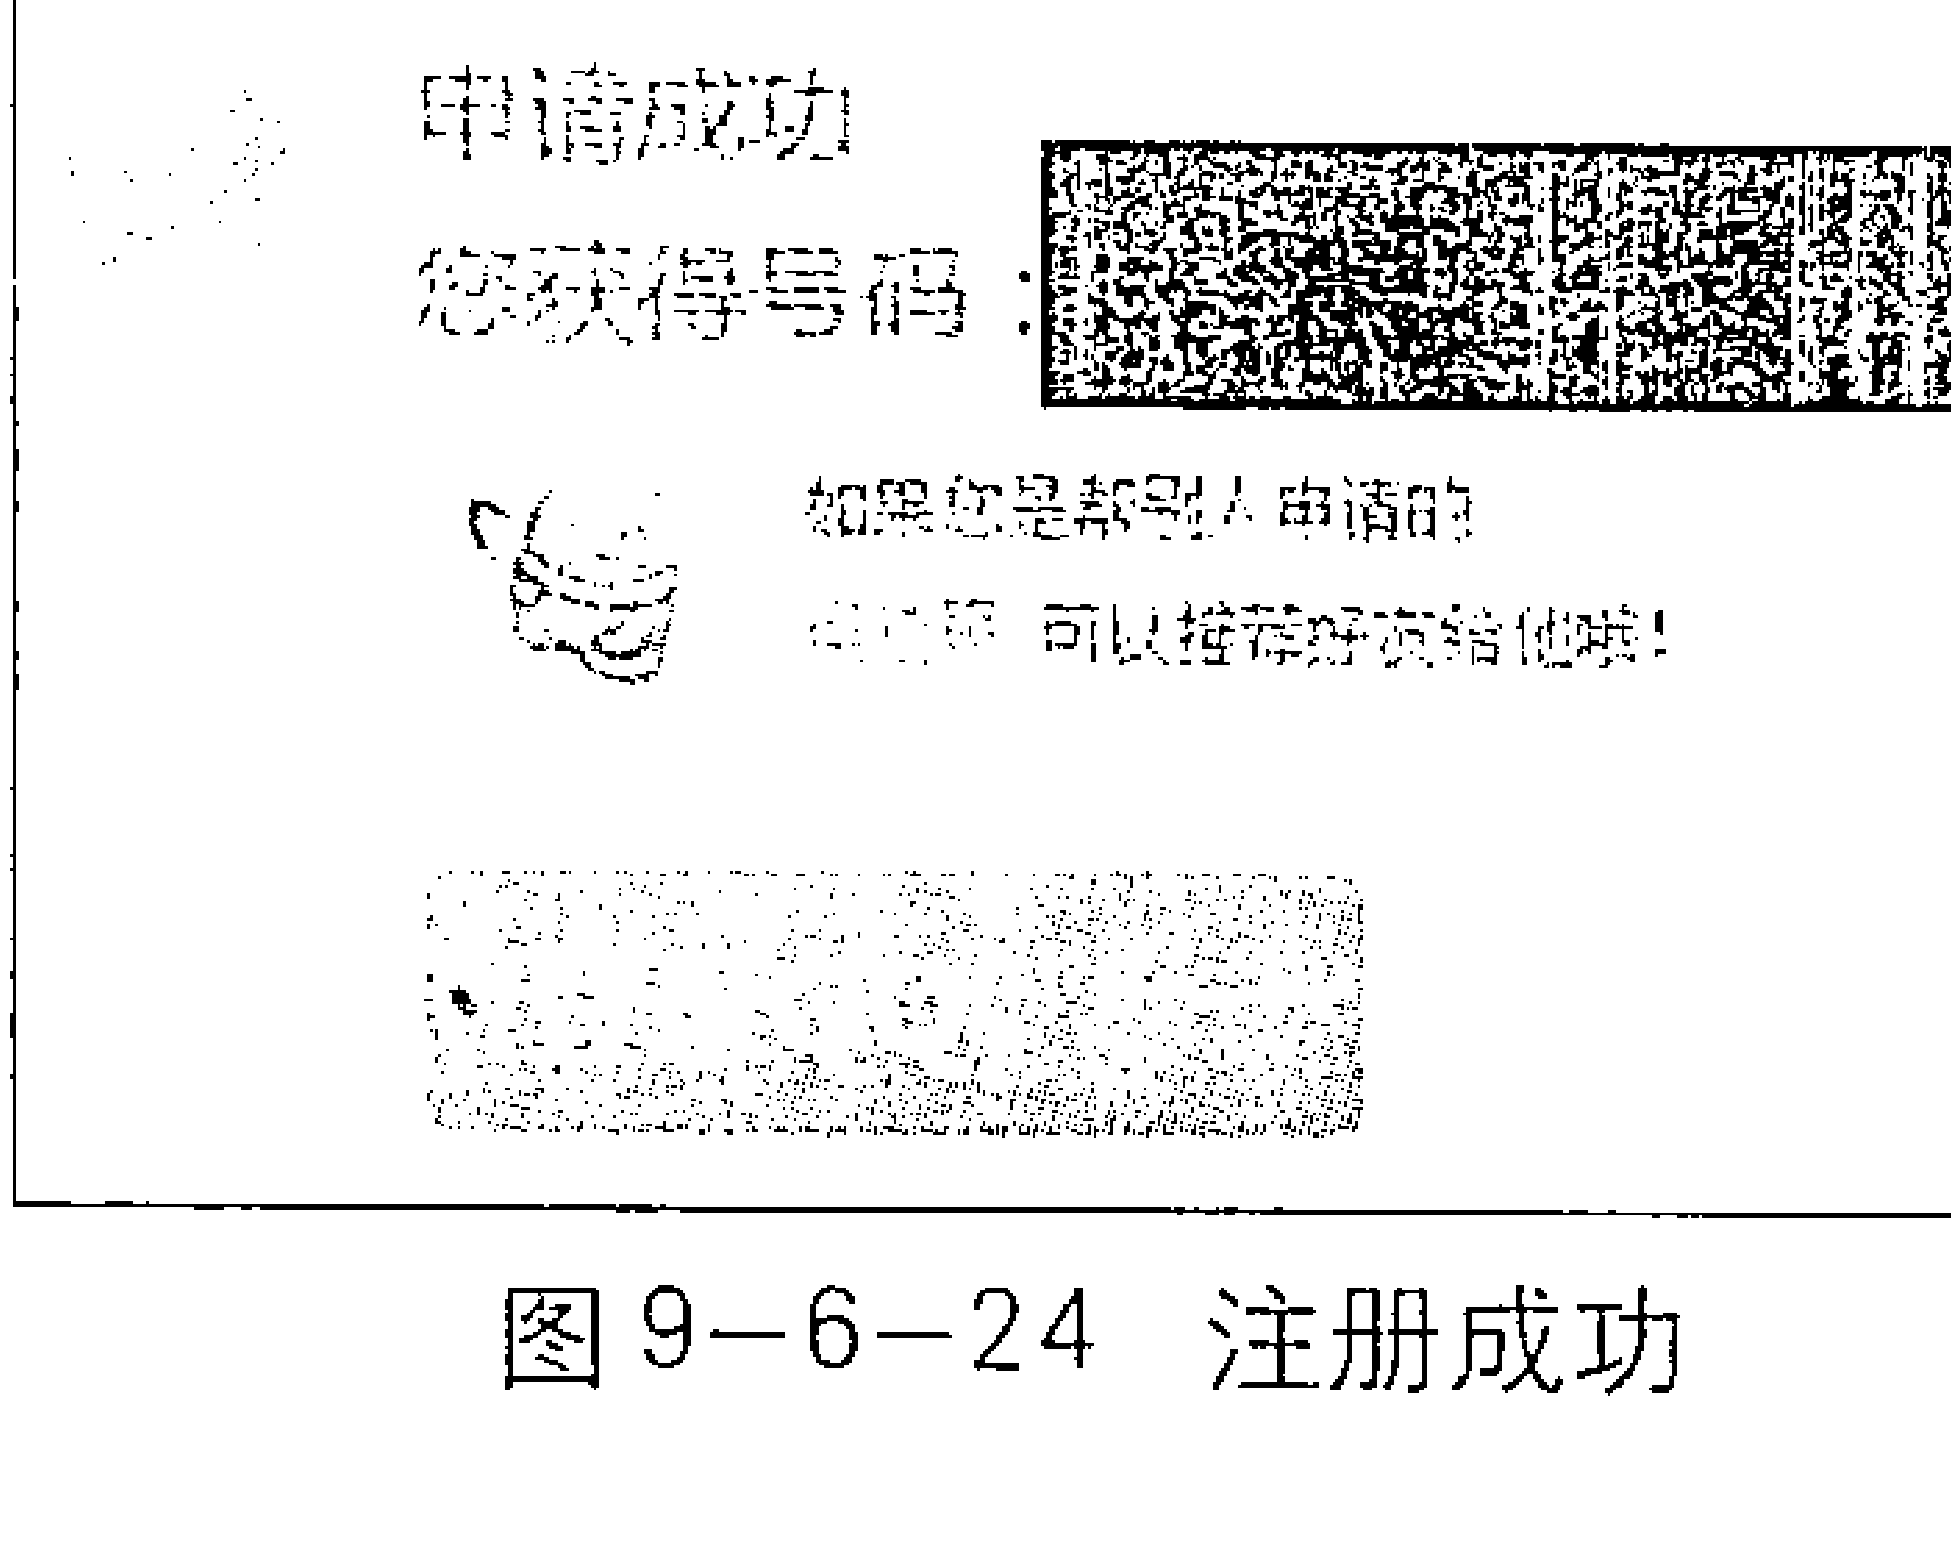 申请成功
您获得号码：
如果您是帮别人申请的
可以推荐好友给他哦！
图9－6－24　注册成功